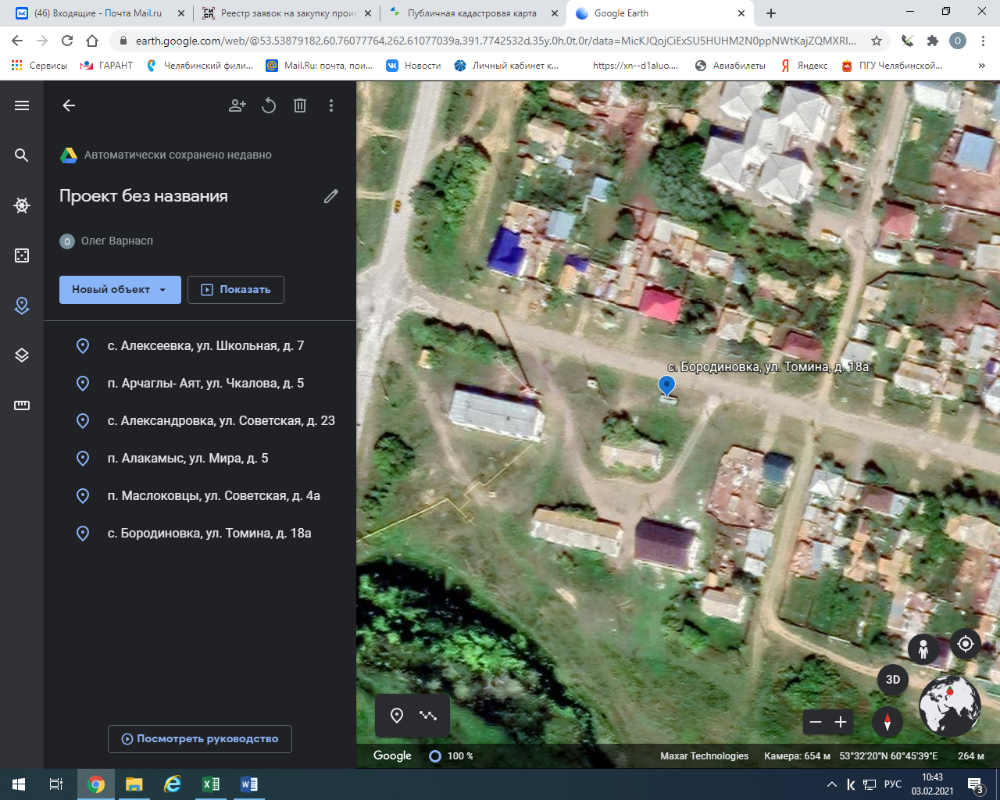 (46) Входящие - Почта Mail.ru
Реестр заявок на закупку проис
Публичная кадастровая карта
Google Earth
earth.google.com/web/@53.53879182,60.76077764,262.61077039a,391.7742532d,35y,0h,0t,0r/data=MicKJQojCiExSU5HUHM2N0ppNWtKajZQMXRI...
Сервисы
ГАРАНТ
Челябинский фили...
Mail.Ru: почта, пои...
Новости
Личный кабинет к...
https://xn--d1aluo....
Авиабилеты
Яндекс
ПГУ Челябинской...
»
Автоматически сохранено недавно
Проект без названия
О Олег Варнасп
Новый объект
Показать
с. Алексеевка, ул. Школьная, д. 7
п. Арчаглы- Аят, ул. Чкалова, д. 5
с. Александровка, ул. Советская, д. 23
п. Алакамыс, ул. Мира, д. 5
п. Маслоковцы, ул. Советская, д. 4а
с. Бородиновка, ул. Томина, д. 18а
Посмотреть руководство
с. Бородиновка, ул. Томина, д. 18а
3D
Google
100 %
Maxar Technologies
Камера: 654 м
53°32'20"N 60°45'39"E
264 м
РУС
10:43
03.02.2021
3